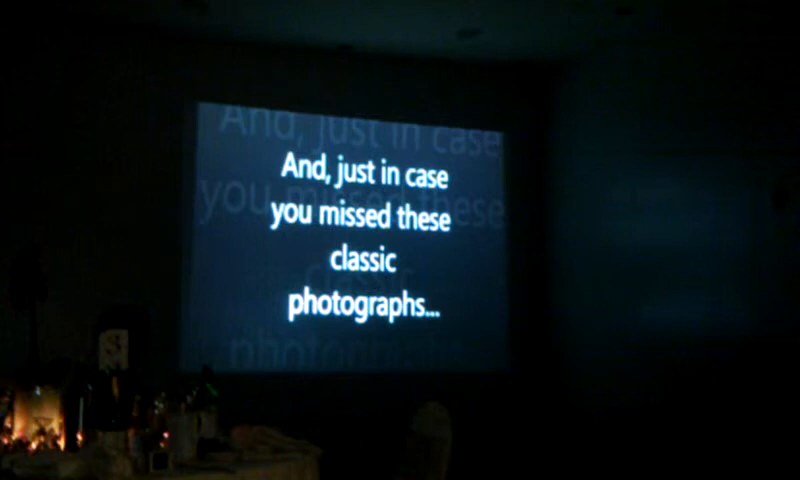 And, just in case
you missed these
classic
photographs...